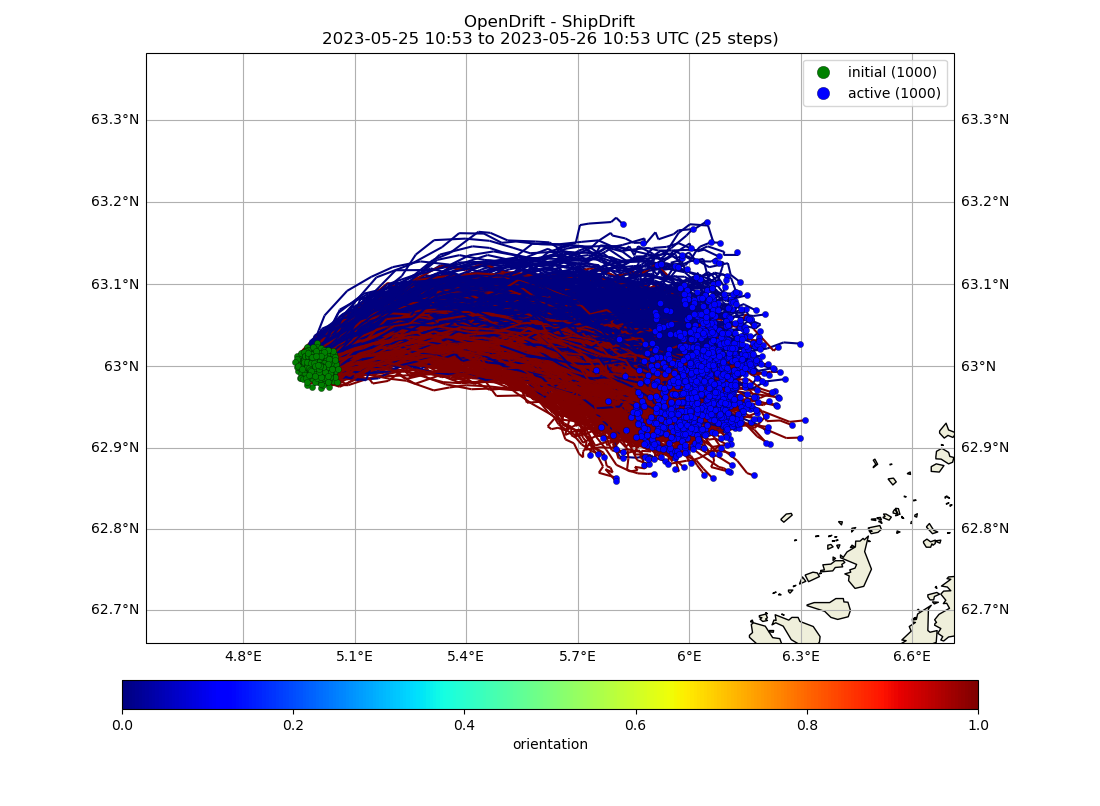 OpenDrift - ShipDrift
2023-05-25 10:53 to 2023-05-26 10:53 UTC (25 steps)
initial (1000)
active (1000)
63.3°N 63.3°N
63.2°N 63.2°N
63.1°N 63.1°N
63°N 63°N
62.9°N 62.9°N
62.8°N 62.8°N
62.7°N 62.7°N
4.8°E 5.1°E 5.4°E 5.7°E 6°E 6.3°E 6.6°E
0.0 0.2 0.4 0.6 0.8 1.0
orientation